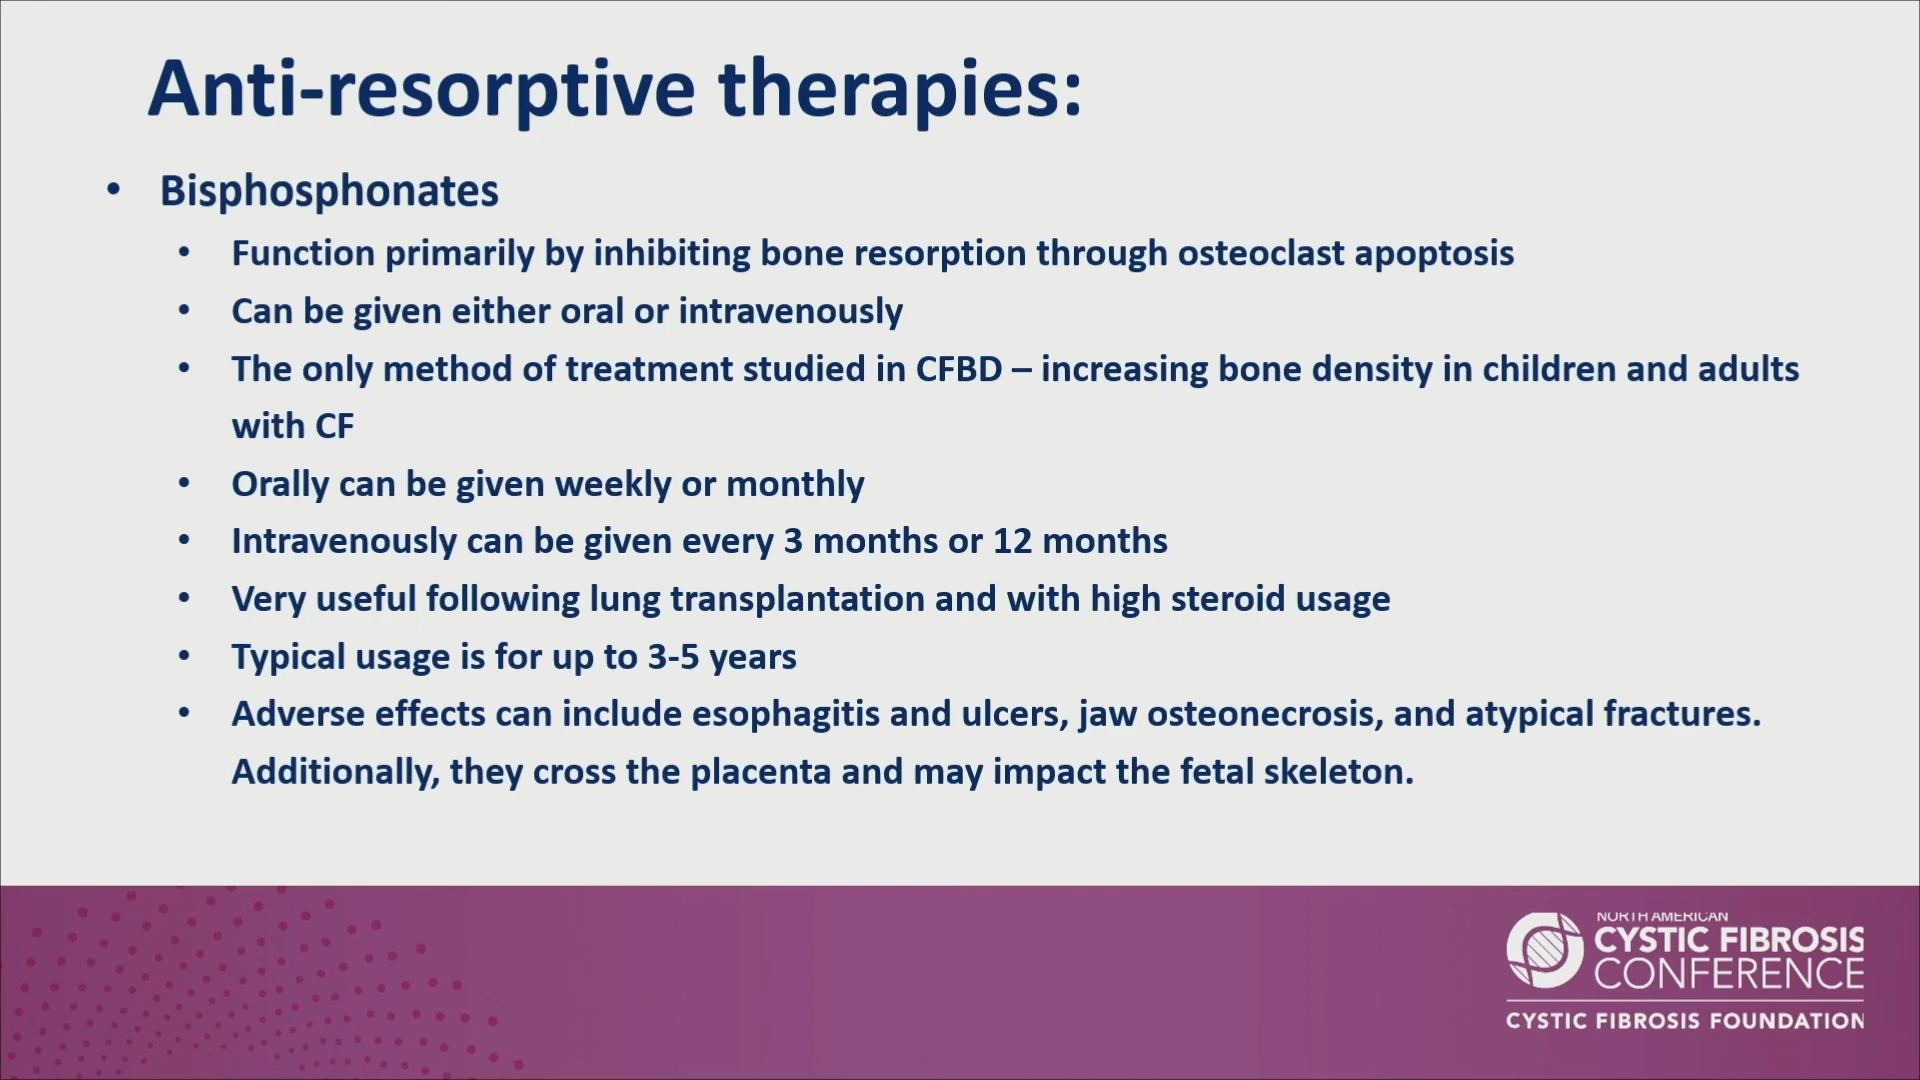 Anti-resorptive therapies:
• Bisphosphonates
• Function primarily by inhibiting bone resorption through osteoclast apoptosis
• Can be given either oral or intravenously
• The only method of treatment studied in CFBD – increasing bone density in children and adults
with CF
• Orally can be given weekly or monthly
• Intravenously can be given every 3 months or 12 months
• Very useful following lung transplantation and with high steroid usage
• Typical usage is for up to 3-5 years
• Adverse effects can include esophagitis and ulcers, jaw osteonecrosis, and atypical fractures.
Additionally, they cross the placenta and may impact the fetal skeleton.
NORTH AMERICAN
CYSTIC FIBROSIS
CONFERENCE
CYSTIC FIBROSIS FOUNDATION